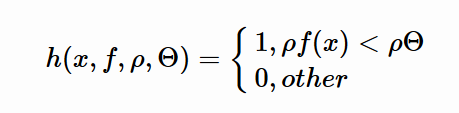 h(x, f, ρ, Θ) = { 1, ρf(x) < ρΘ
0, other